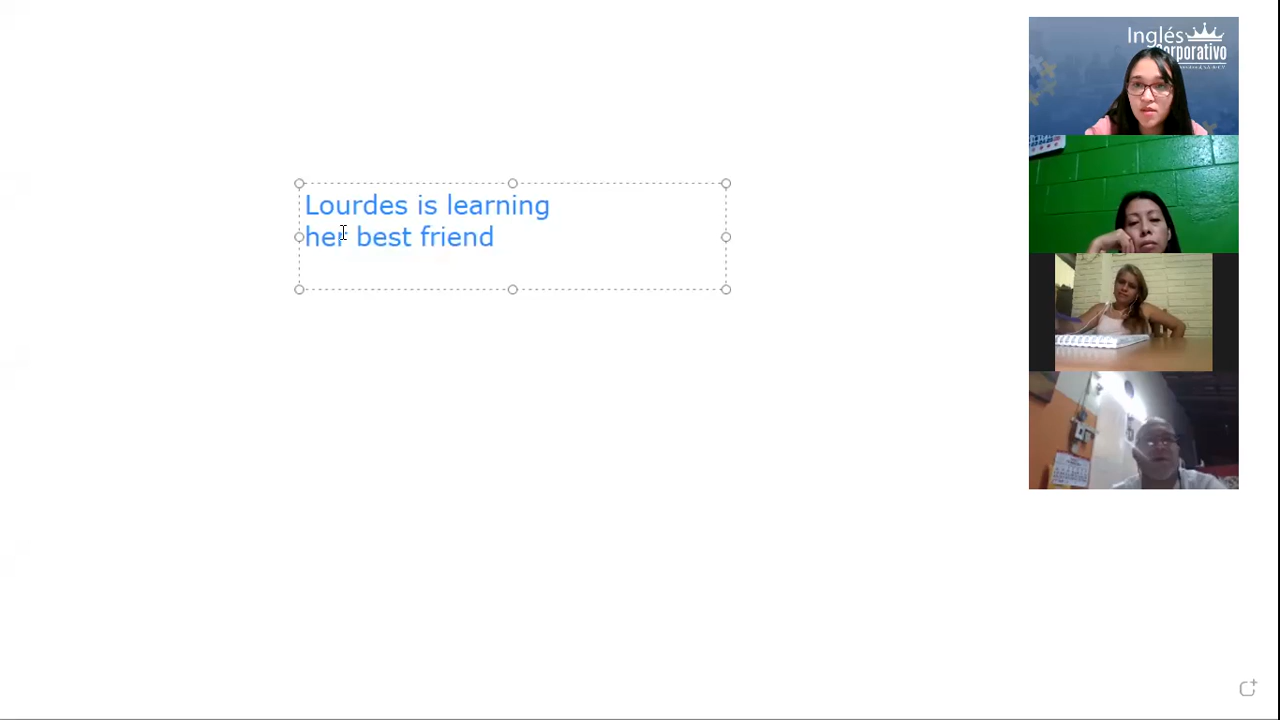 Lourdes is learning
her best friend
Inglés
Corporativo